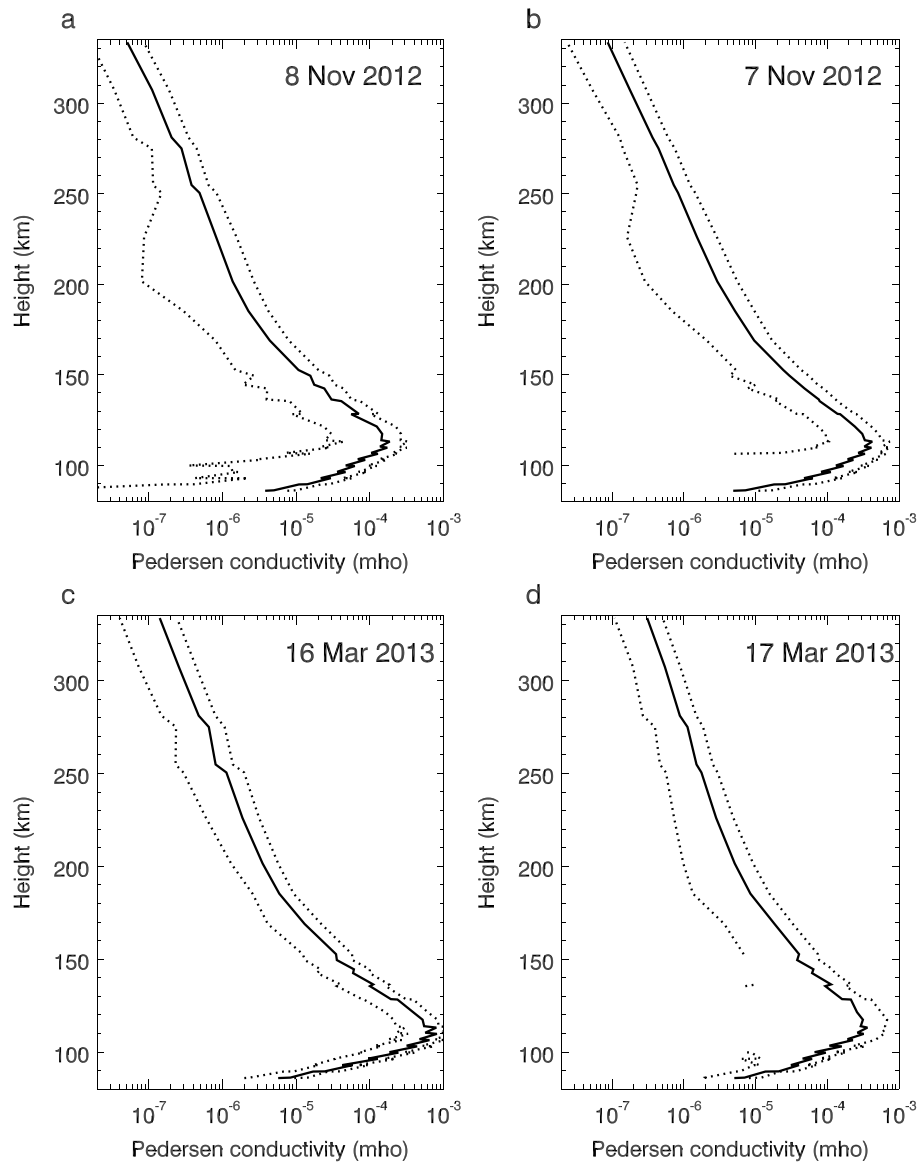 a
8 Nov 2012
300
250
200
150
100
Height (km)
10⁻⁷ 10⁻⁶ 10⁻⁵ 10⁻⁴ 10⁻³
Pedersen conductivity (mho)
b
7 Nov 2012
300
250
200
150
100
Height (km)
10⁻⁷ 10⁻⁶ 10⁻⁵ 10⁻⁴ 10⁻³
Pedersen conductivity (mho)
c
16 Mar 2013
300
250
200
150
100
Height (km)
10⁻⁷ 10⁻⁶ 10⁻⁵ 10⁻⁴ 10⁻³
Pedersen conductivity (mho)
d
17 Mar 2013
300
250
200
150
100
Height (km)
10⁻⁷ 10⁻⁶ 10⁻⁵ 10⁻⁴ 10⁻³
Pedersen conductivity (mho)